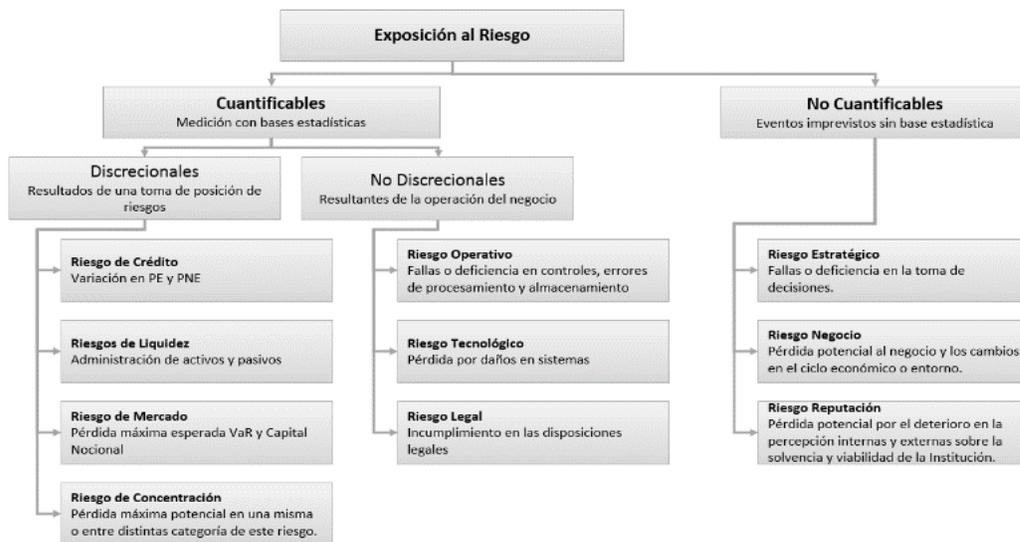 Exposición al Riesgo
Cuantificables
Medición con bases estadísticas
No Cuantificables
Eventos imprevistos sin base estadística
Discrecionales
Resultados de una toma de posición de
riesgos
No Discrecionales
Resultantes de la operación del negocio
Riesgo de Crédito
Variación en PE y PNE
Riesgos de Liquidez
Administración de activos y pasivos
Riesgo de Mercado
Pérdida máxima esperada VaR y Capital
Nocional
Riesgo de Concentración
Pérdida máxima potencial en una misma
o entre distintas categoría de este riesgo.
Riesgo Operativo
Fallas o deficiencia en controles, errores
de procesamiento y almacenamiento
Riesgo Tecnológico
Pérdida por daños en sistemas
Riesgo Legal
Incumplimiento en las disposiciones
legales
Riesgo Estratégico
Fallas o deficiencia en la toma de
decisiones.
Riesgo Negocio
Pérdida potencial al negocio y los cambios
en el ciclo económico o entorno.
Riesgo Reputación
Pérdida potencial por el deterioro en la
percepción internas y externas sobre la
solvencia y viabilidad de la Institución.